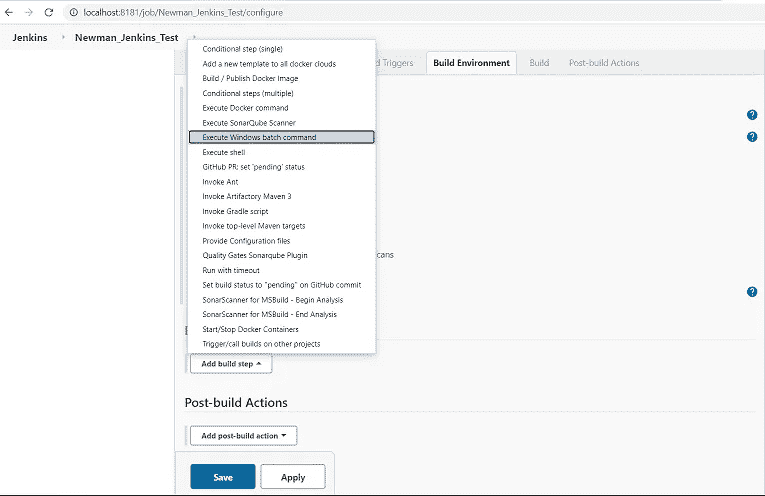 localhost:8181/job/Newman_Jenkins_Test/configure
Jenkins Newman_Jenkins_Test
d Triggers Build Environment Build Post-build Actions
Conditional step (single)
Add a new template to all docker clouds
Build / Publish Docker Image
Conditional steps (multiple)
Execute Docker command
Execute SonarQube Scanner
Execute Windows batch command
Execute shell
GitHub PR: set 'pending' status
Invoke Ant
Invoke Artifactory Maven 3
Invoke Gradle script
Invoke top-level Maven targets
Provide Configuration files
Quality Gates Sonarqube Plugin
cans
Run with timeout
Set build status to "pending" on GitHub commit
SonarScanner for MSBuild - Begin Analysis
SonarScanner for MSBuild - End Analysis
Start/Stop Docker Containers
Trigger/call builds on other projects
Add build step
Post-build Actions
Add post-build action
Save Apply